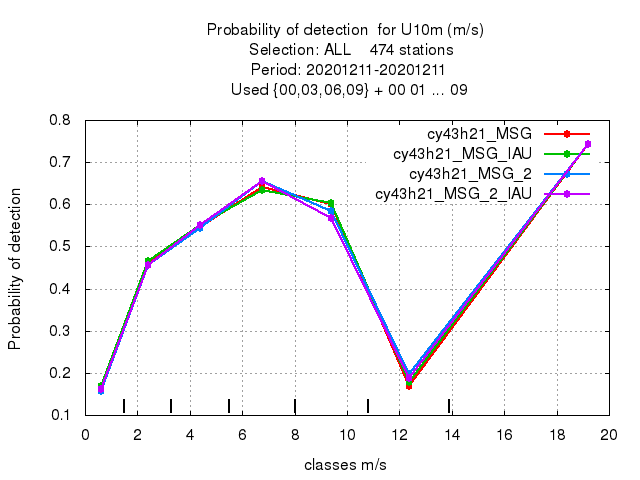 Probability of detection  for U10m (m/s)
Selection: ALL    474 stations
Period: 20201211-20201211
Used {00,03,06,09} + 00 01 ... 09
cy43h21_MSG
cy43h21_MSG_IAU
cy43h21_MSG_2
cy43h21_MSG_2_IAU
Probability of detection
0.8
0.7
0.6
0.5
0.4
0.3
0.2
0.1
0 2 4 6 8 10 12 14 16 18 20
classes m/s